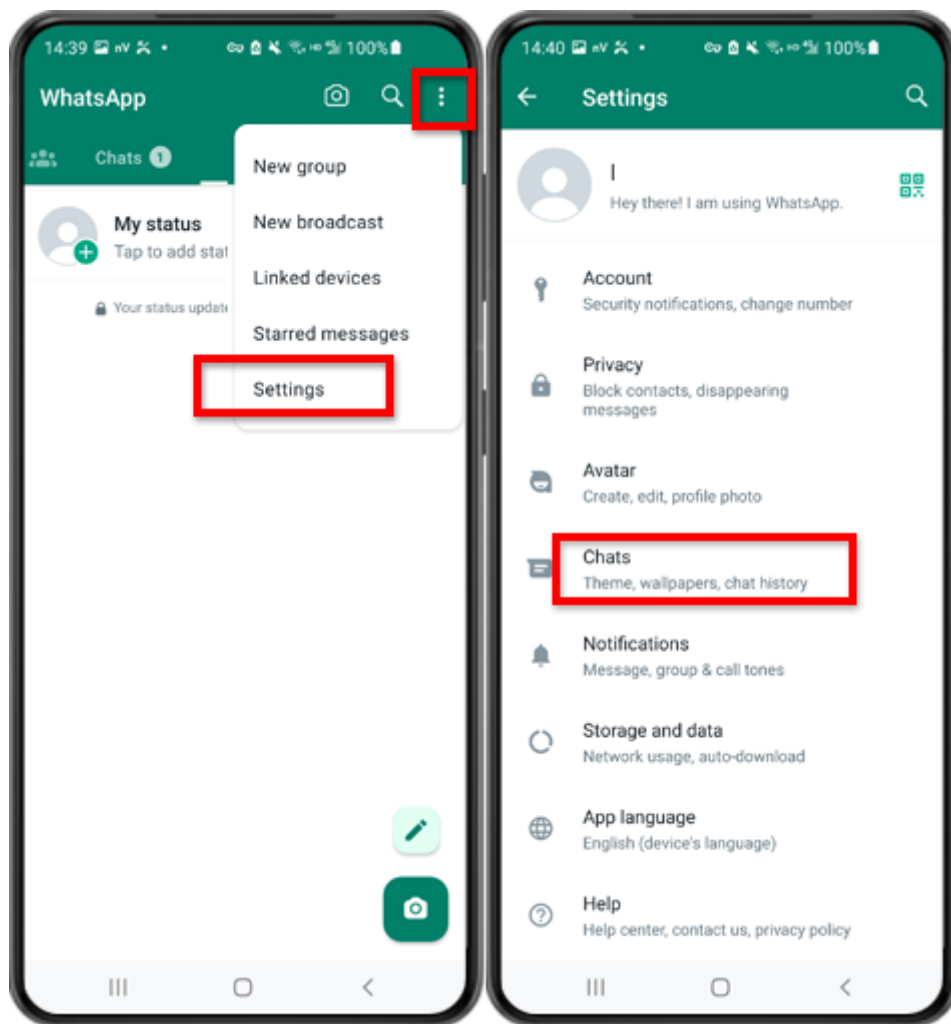 14:39
100%
WhatsApp
Chats 1
New group
New broadcast
Linked devices
Starred messages
Settings
My status
Tap to add stat
Your status updat
14:40
100%
Settings
l
Hey there! I am using WhatsApp.
Account
Security notifications, change number
Privacy
Block contacts, disappearing
messages
Avatar
Create, edit, profile photo
Chats
Theme, wallpapers, chat history
Notifications
Message, group & call tones
Storage and data
Network usage, auto-download
App language
English (device's language)
Help
Help center, contact us, privacy policy